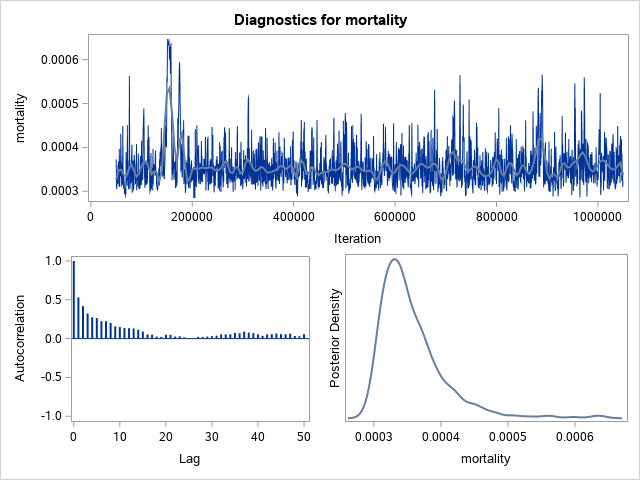 Diagnostics for mortality
mortality
0.0006
0.0005
0.0004
0.0003
0 200000 400000 600000 800000 1000000
Iteration
Autocorrelation
1.0
0.5
0.0
-0.5
-1.0
0 10 20 30 40 50
Lag
Posterior Density
0.0003 0.0004 0.0005 0.0006
mortality